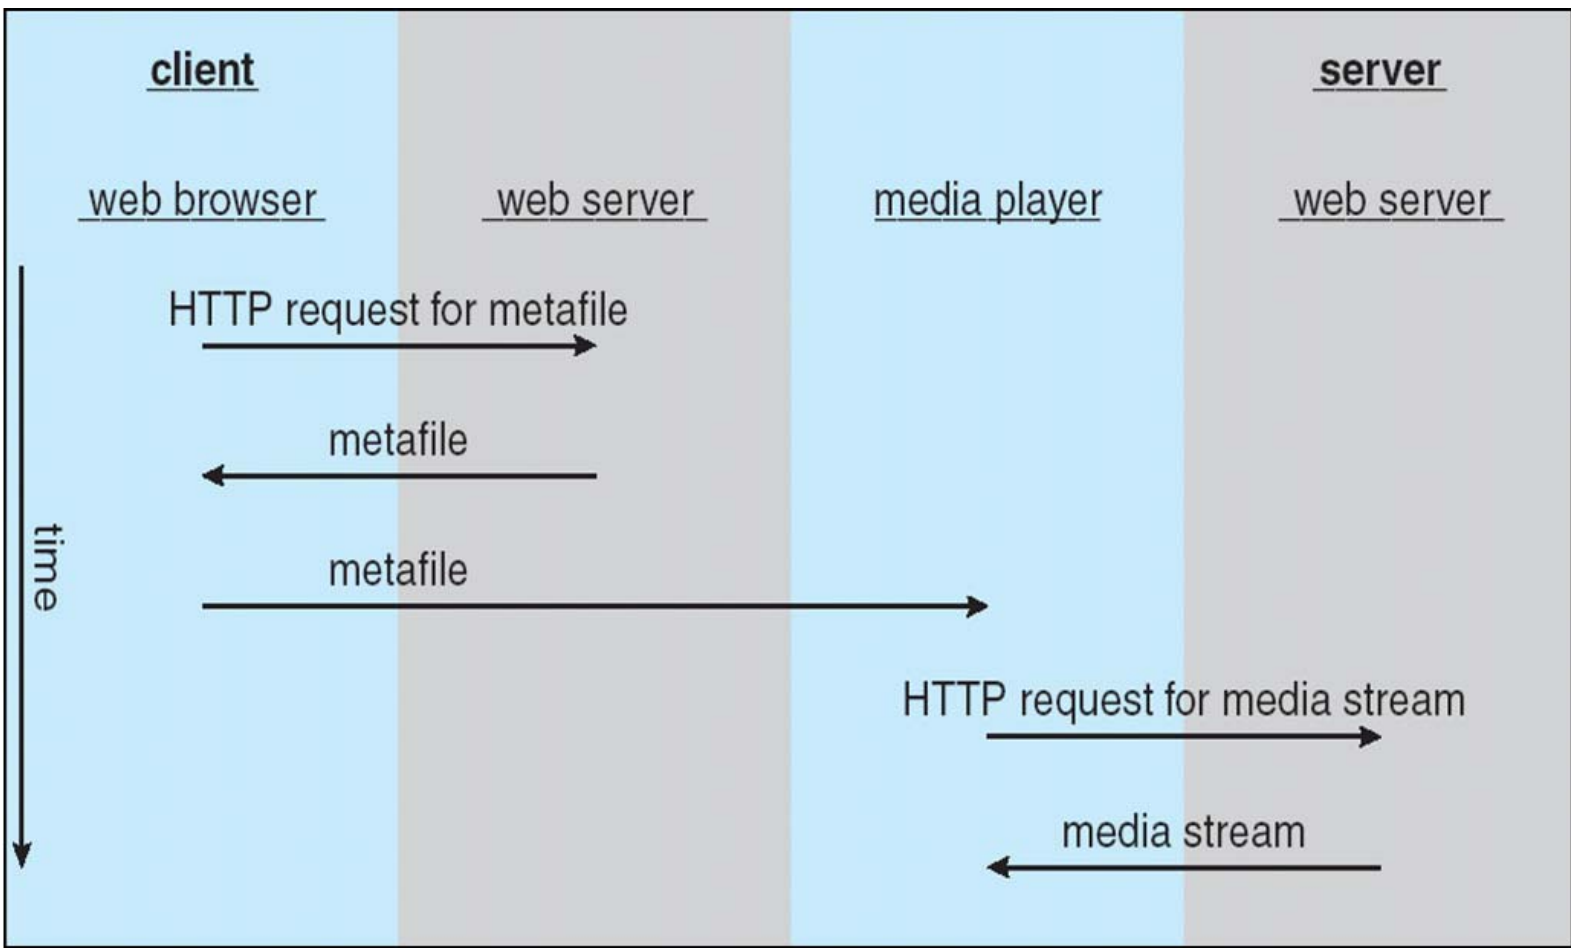 client
server
web browser
web server
media player
web server
HTTP request for metafile
metafile
time
metafile
HTTP request for media stream
media stream